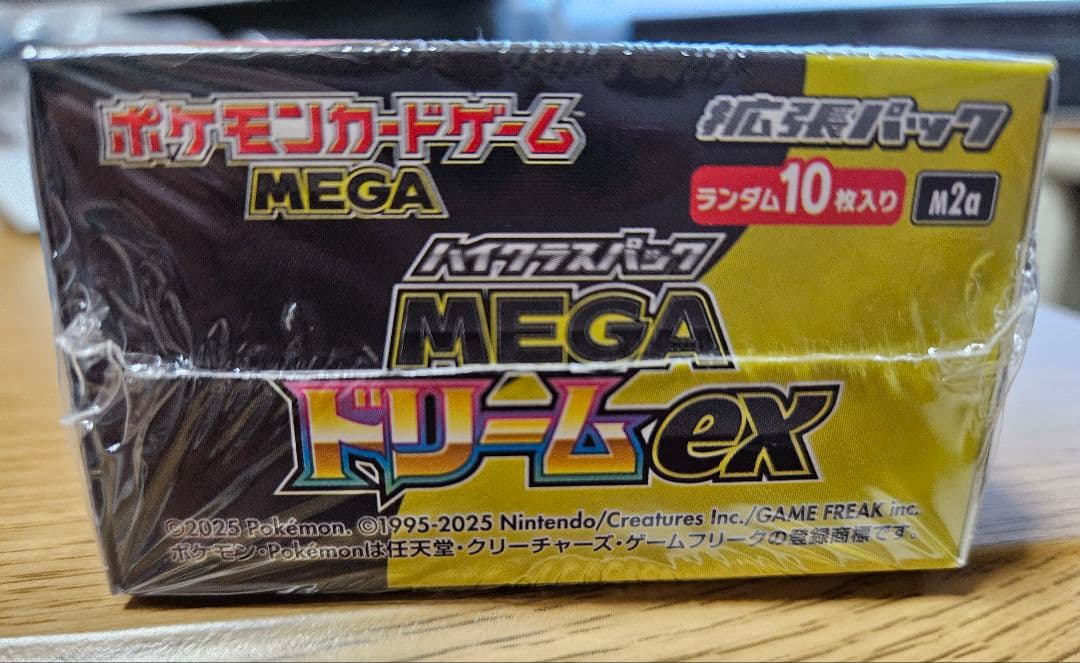 ポケモンカードゲーム
MEGA
拡張パック
ランダム10枚入り M2a
ハイクラスパック
MEGA
ドリームex
©2025 Pokémon. ©1995-2025 Nintendo/Creatures Inc./GAME FREAK inc.
ポケモン・Pokémonは任天堂・クリーチャーズ・ゲームフリークの登録商標です。